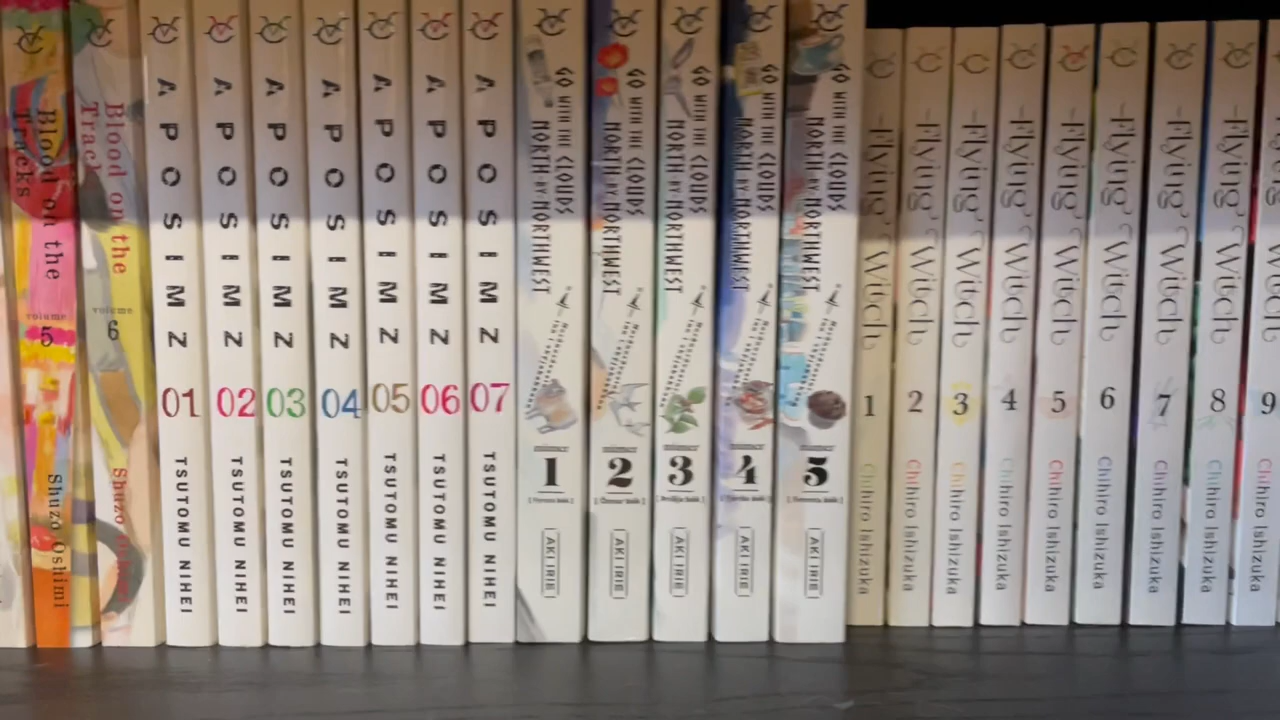 Blood on the Tracks
volume
5
Shuzo Oshimi
Blood on the Track
volume
6
Shuzo
APOSIMZ
01
TSUTOMU NIHEI
APOSIMZ
02
TSUTOMU NIHEI
APOSIMZ
03
TSUTOMU NIHEI
APOSIMZ
04
TSUTOMU NIHEI
APOSIMZ
05
TSUTOMU NIHEI
APOSIMZ
06
TSUTOMU NIHEI
APOSIMZ
07
TSUTOMU NIHEI
GO WITH THE CLOUDS
NORTH-BY-NORTHWEST
1
AKI IRIE
GO WITH THE CLOUDS
NORTH-BY-NORTHWEST
2
AKI IRIE
GO WITH THE CLOUDS
NORTH-BY-NORTHWEST
3
AKI IRIE
GO WITH THE CLOUDS
NORTH-BY-NORTHWEST
4
AKI IRIE
GO WITH THE CLOUDS
NORTH-BY-NORTHWEST
5
AKI IRIE
Flying Witch
1
Chihiro Ishizuka
Flying Witch
2
Chihiro Ishizuka
Flying Witch
3
Chihiro Ishizuka
Flying Witch
4
Chihiro Ishizuka
Flying Witch
5
Chihiro Ishizuka
Flying Witch
6
Chihiro Ishizuka
Flying Witch
7
Chihiro Ishizuka
Flying Witch
8
Chihiro Ishizuka
Flying Witch
9
Chihiro Ishizuka